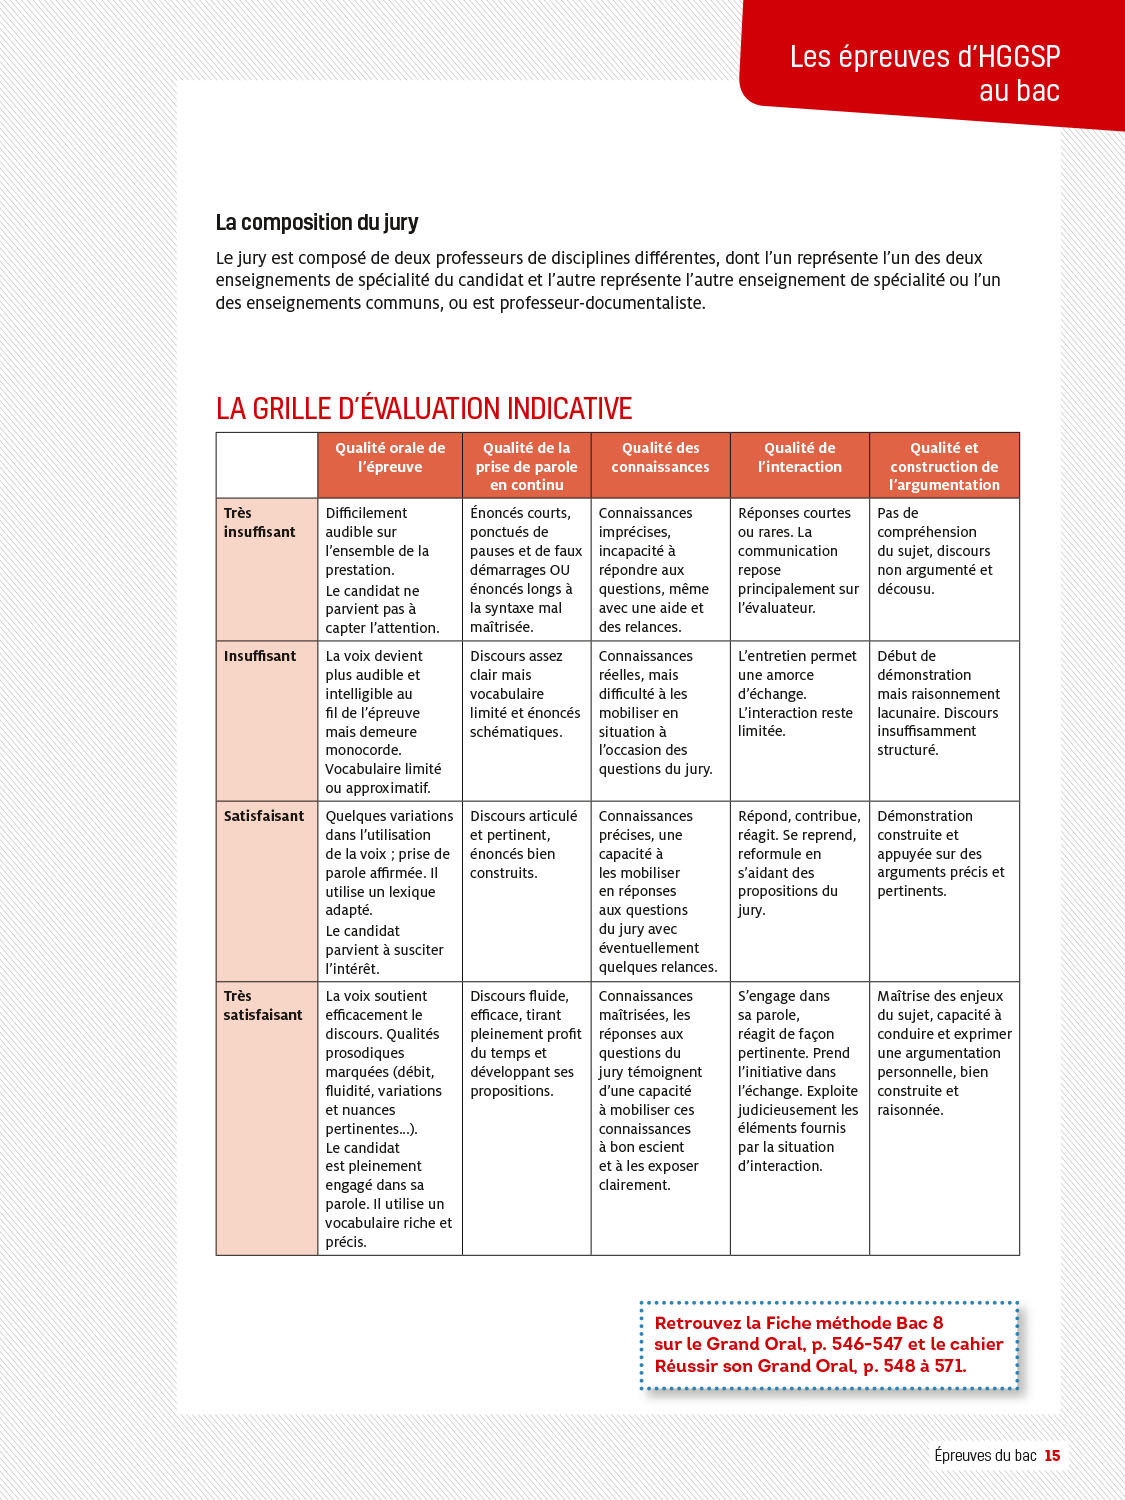 Les épreuves d’HGGSP
au bac
La composition du jury
Le jury est composé de deux professeurs de disciplines différentes, dont l’un représente l’un des deux
enseignements de spécialité du candidat et l’autre représente l’autre enseignement de spécialité ou l’un
des enseignements communs, ou est professeur-documentaliste.
LA GRILLE D’ÉVALUATION INDICATIVE
Qualité orale de
l’épreuve
Qualité de la
prise de parole
en continu
Qualité des
connaissances
Qualité de
l’interaction
Qualité et
construction de
l’argumentation
Très
insuffisant
Difficilement
audible sur
l’ensemble de la
prestation.
Le candidat ne
parvient pas à
capter l’attention.
Énoncés courts,
ponctués de
pauses et de faux
démarrages OU
énoncés longs à
la syntaxe mal
maîtrisée.
Connaissances
imprécises,
incapacité à
répondre aux
questions, même
avec une aide et
des relances.
Réponses courtes
ou rares. La
communication
repose
principalement sur
l’évaluateur.
Pas de
compréhension
du sujet, discours
non argumenté et
décousu.
Insuffisant
La voix devient
plus audible et
intelligible au
fil de l’épreuve
mais demeure
monocorde.
Vocabulaire limité
ou approximatif.
Discours assez
clair mais
vocabulaire
limité et énoncés
schématiques.
Connaissances
réelles, mais
difficulté à les
mobiliser en
situation à
l’occasion des
questions du jury.
L’entretien permet
une amorce
d’échange.
L’interaction reste
limitée.
Début de
démonstration
mais raisonnement
lacunaire. Discours
insuffisamment
structuré.
Satisfaisant
Quelques variations
dans l’utilisation
de la voix ; prise de
parole affirmée. Il
utilise un lexique
adapté.
Le candidat
parvient à susciter
l’intérêt.
Discours articulé
et pertinent,
énoncés bien
construits.
Connaissances
précises, une
capacité à
les mobiliser
en réponses
aux questions
du jury avec
éventuellement
quelques relances.
Répond, contribue,
réagit. Se reprend,
reformule en
s’aidant des
propositions du
jury.
Démonstration
construite et
appuyée sur des
arguments précis et
pertinents.
Très
satisfaisant
La voix soutient
efficacement le
discours. Qualités
prosodiques
marquées (débit,
fluidité, variations
et nuances
pertinentes...).
Le candidat
est pleinement
engagé dans sa
parole. Il utilise un
vocabulaire riche et
précis.
Discours fluide,
efficace, tirant
pleinement profit
du temps et
développant ses
propositions.
Connaissances
maîtrisées, les
réponses aux
questions du
jury témoignent
d’une capacité
à mobiliser ces
connaissances
à bon escient
et à les exposer
clairement.
S’engage dans
sa parole,
réagit de façon
pertinente. Prend
l’initiative dans
l’échange. Exploite
judicieusement les
éléments fournis
par la situation
d’interaction.
Maîtrise des enjeux
du sujet, capacité à
conduire et exprimer
une argumentation
personnelle, bien
construite et
raisonnée.
Retrouvez la Fiche méthode Bac 8
sur le Grand Oral, p. 546-547 et le cahier
Réussir son Grand Oral, p. 548 à 571.
Épreuves du bac 15